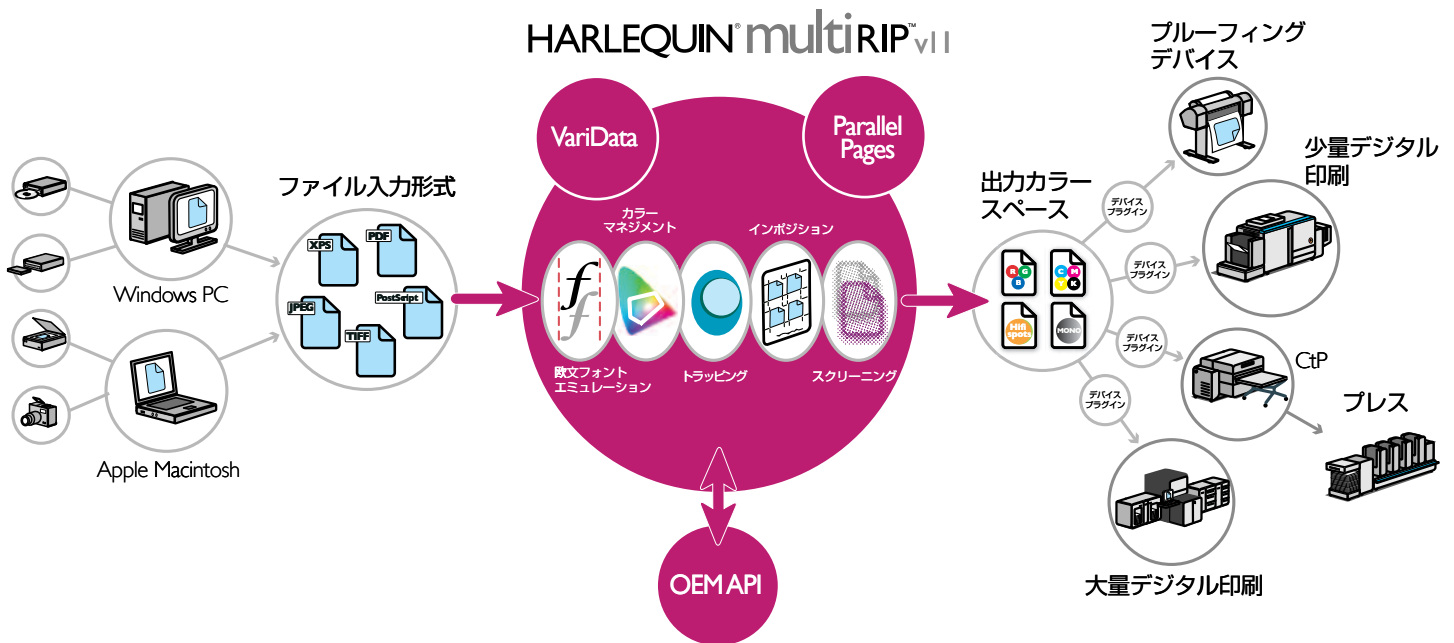 HARLEQUIN® multiRIP™ v11
VariData
Parallel
Pages
Windows PC
Apple Macintosh
ファイル入力形式
XPS
PDF
JPEG
PostScript
TIFF
カラー
マネジメント
インポジション
欧文フォント
エミュレーション
トラッピング
スクリーニング
OEM API
出力カラー
スペース
R G
B
C M
Y K
Hifi
spots
MONO
デバイス
プラグイン
デバイス
プラグイン
デバイス
プラグイン
デバイス
プラグイン
プルーフィング
デバイス
少量デジタル
印刷
CtP
プレス
大量デジタル印刷